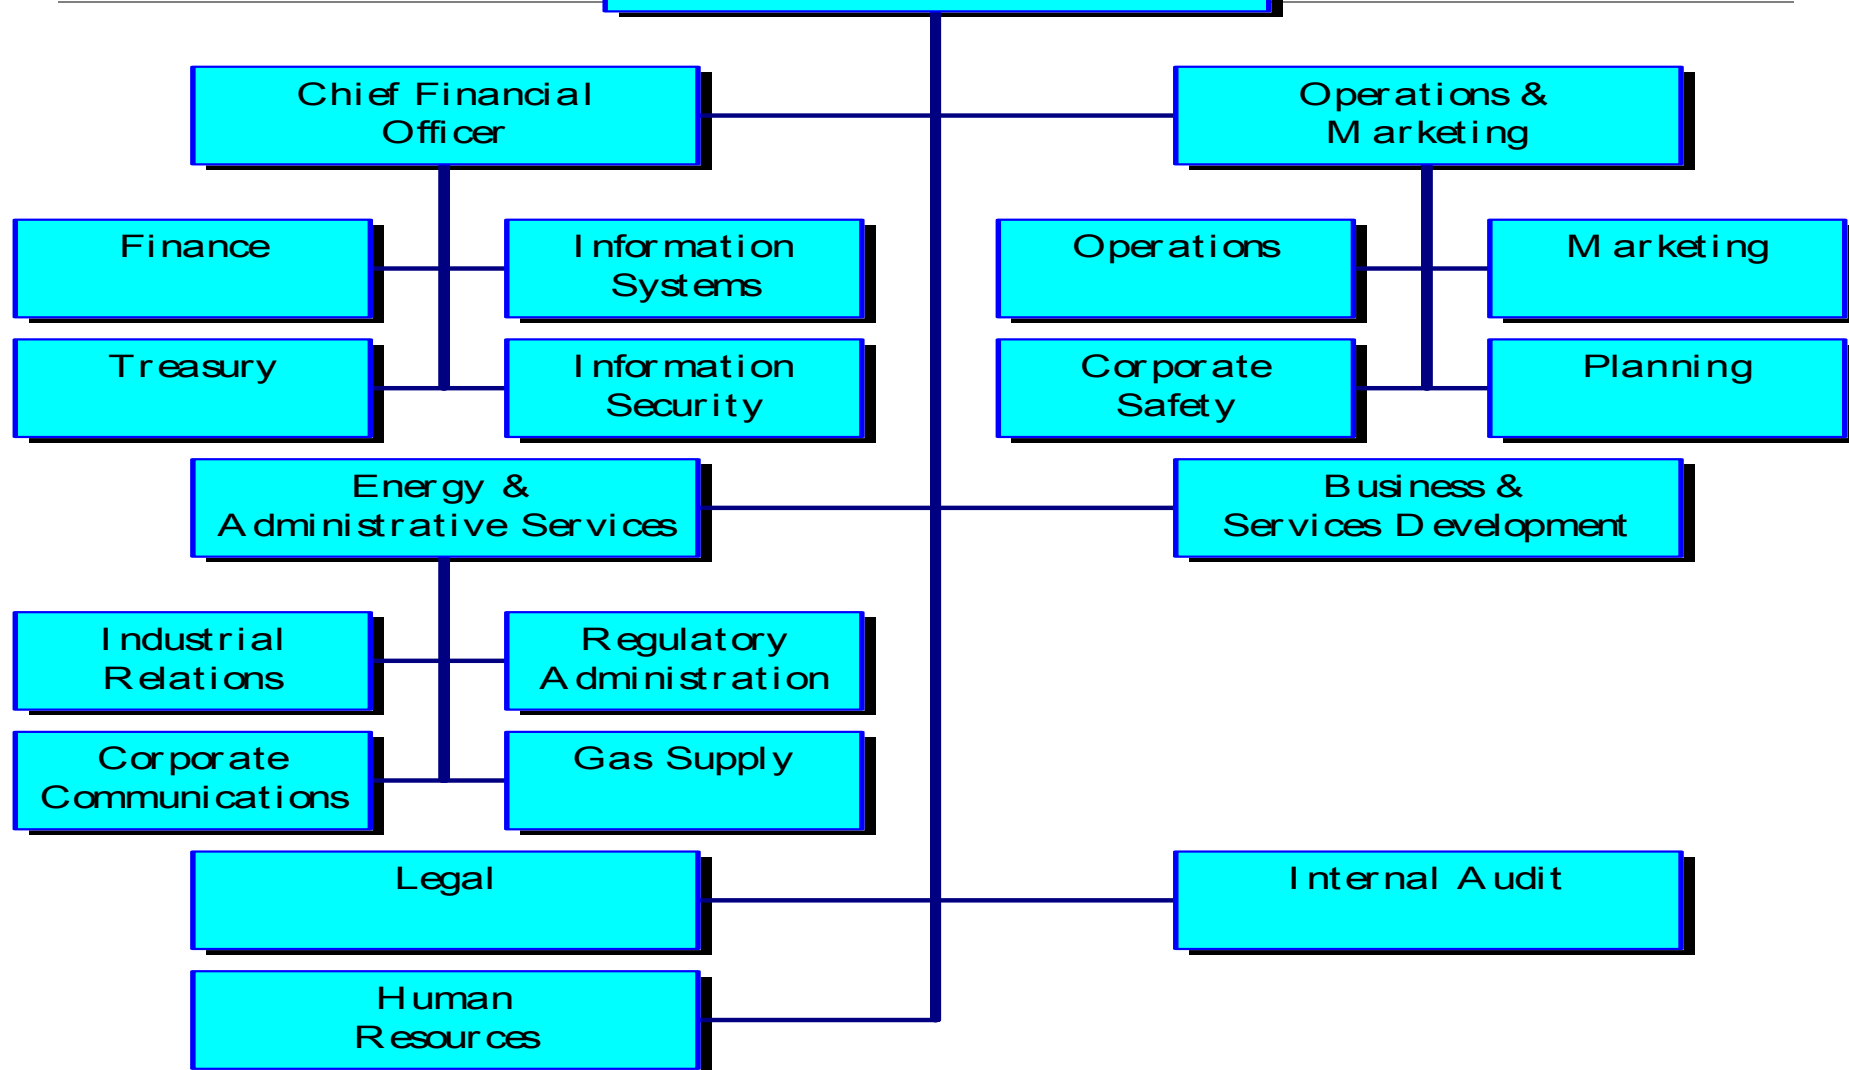 Chief Financial
Officer
Operations &
Marketing
Finance
Information
Systems
Operations
Marketing
Treasury
Information
Security
Corporate
Safety
Planning
Energy &
Administrative Services
Business &
Services Development
Industrial
Relations
Regulatory
Administration
Corporate
Communications
Gas Supply
Legal
Internal Audit
Human
Resources